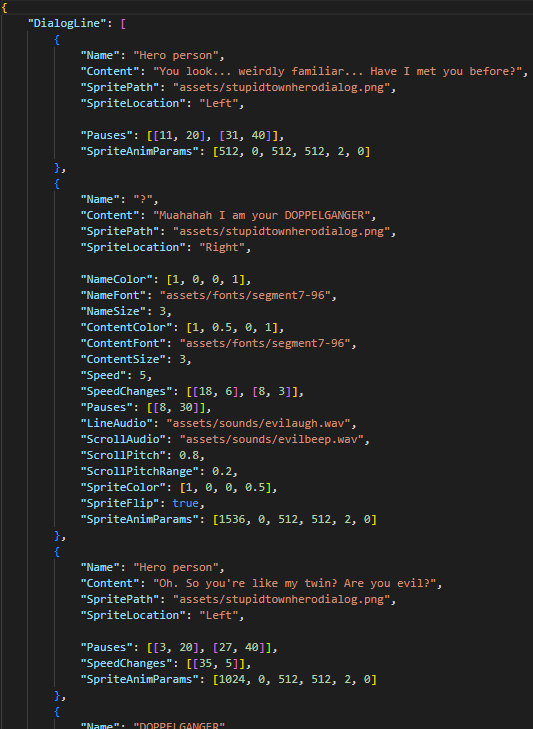 {
"DialogLine": [
{
"Name": "Hero person",
"Content": "You look... weirdly familiar... Have I met you before?",
"SpritePath": "assets/stupidtownherodialog.png",
"SpriteLocation": "Left",
"Pauses": [[11, 20], [31, 40]],
"SpriteAnimParams": [512, 0, 512, 512, 2, 0]
},
{
"Name": "?",
"Content": "Muahahah I am your DOPPELGANGER",
"SpritePath": "assets/stupidtownherodialog.png",
"SpriteLocation": "Right",
"NameColor": [1, 0, 0, 1],
"NameFont": "assets/fonts/segment7-96",
"NameSize": 3,
"ContentColor": [1, 0.5, 0, 1],
"ContentFont": "assets/fonts/segment7-96",
"ContentSize": 3,
"Speed": 5,
"SpeedChanges": [[18, 6], [8, 3]],
"Pauses": [[8, 30]],
"LineAudio": "assets/sounds/evilaugh.wav",
"ScrollAudio": "assets/sounds/evilbeep.wav",
"ScrollPitch": 0.8,
"ScrollPitchRange": 0.2,
"SpriteColor": [1, 0, 0, 0.5],
"SpriteFlip": true,
"SpriteAnimParams": [1536, 0, 512, 512, 2, 0]
},
{
"Name": "Hero person",
"Content": "Oh. So you're like my twin? Are you evil?",
"SpritePath": "assets/stupidtownherodialog.png",
"SpriteLocation": "Left",
"Pauses": [[3, 20], [27, 40]],
"SpeedChanges": [[35, 5]],
"SpriteAnimParams": [1024, 0, 512, 512, 2, 0]
},
{
"Name": "DOPPELGANGER"